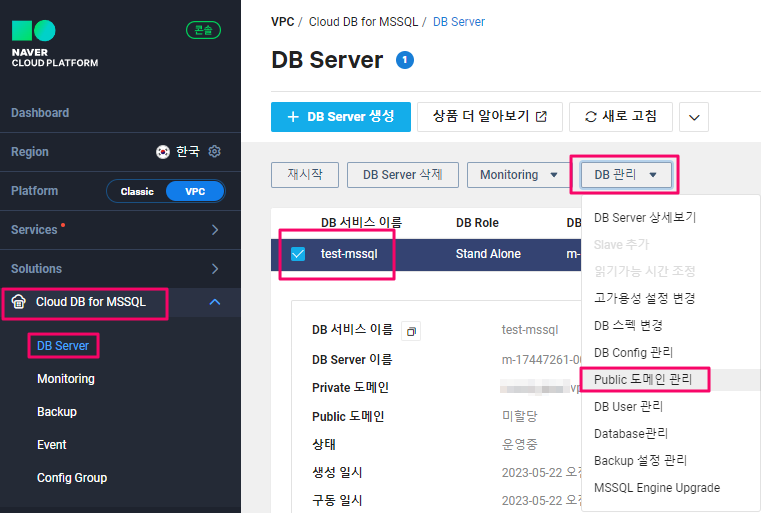 콘솔
NAVER
CLOUD PLATFORM
Dashboard
Region 한국
Platform Classic VPC
Services
Solutions
Cloud DB for MSSQL
DB Server
Monitoring
Backup
Event
Config Group
VPC / Cloud DB for MSSQL / DB Server
DB Server 1
+ DB Server 생성 상품 더 알아보기 새로 고침
재시작 DB Server 삭제 Monitoring DB 관리
DB 서비스 이름 DB Role DB
test-mssql Stand Alone m-
DB Server 상세보기
Slave 추가
읽기가능 시간 조정
고가용성 설정 변경
DB 스펙 변경
DB Config 관리
Public 도메인 관리
DB User 관리
Database관리
Backup 설정 관리
MSSQL Engine Upgrade
DB 서비스 이름 test-mssql
DB Server 이름 m-17447261-0
Private 도메인
Public 도메인 미할당
상태 운영중
생성 일시 2023-05-22 오전
구동 일시 2023-05-22 오전